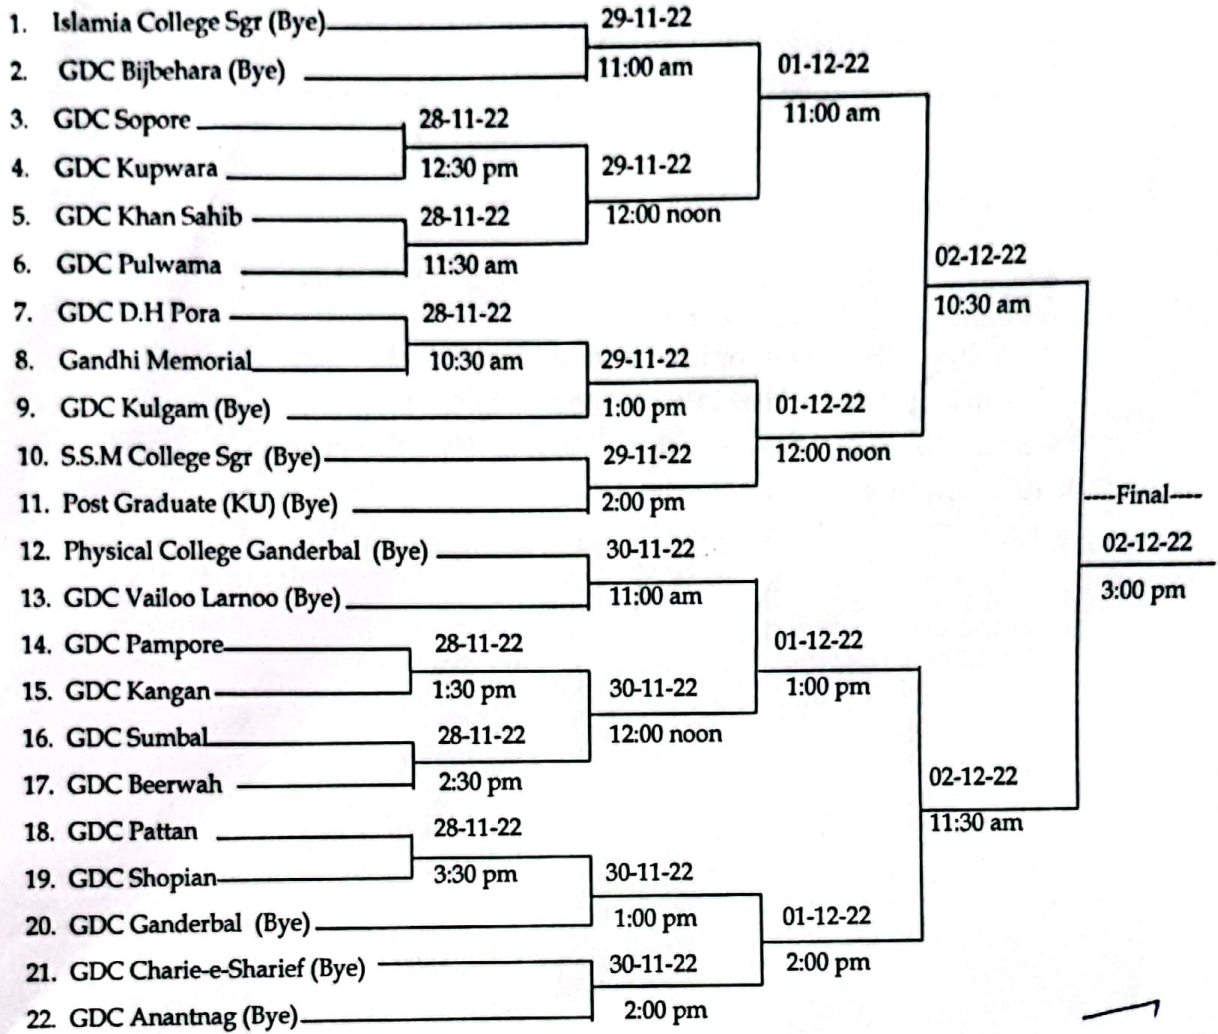 1. Islamia College Sgr (Bye)
29-11-22
2. GDC Bijbehara (Bye)
11:00 am
01-12-22
11:00 am
3. GDC Sopore
28-11-22
4. GDC Kupwara
12:30 pm
29-11-22
12:00 noon
5. GDC Khan Sahib
28-11-22
6. GDC Pulwama
11:30 am
02-12-22
10:30 am
7. GDC D.H Pora
28-11-22
8. Gandhi Memorial
10:30 am
29-11-22
9. GDC Kulgam (Bye)
1:00 pm
01-12-22
12:00 noon
10. S.S.M College Sgr (Bye)
29-11-22
11. Post Graduate (KU) (Bye)
2:00 pm
----Final----
02-12-22
3:00 pm
12. Physical College Ganderbal (Bye)
30-11-22
13. GDC Vailoo Larnoo (Bye)
11:00 am
14. GDC Pampore
28-11-22
01-12-22
1:00 pm
15. GDC Kangan
1:30 pm
30-11-22
12:00 noon
16. GDC Sumbal
28-11-22
17. GDC Beerwah
2:30 pm
02-12-22
11:30 am
18. GDC Pattan
28-11-22
19. GDC Shopian
3:30 pm
30-11-22
20. GDC Ganderbal (Bye)
1:00 pm
01-12-22
2:00 pm
21. GDC Charie-e-Sharief (Bye)
30-11-22
22. GDC Anantnag (Bye)
2:00 pm